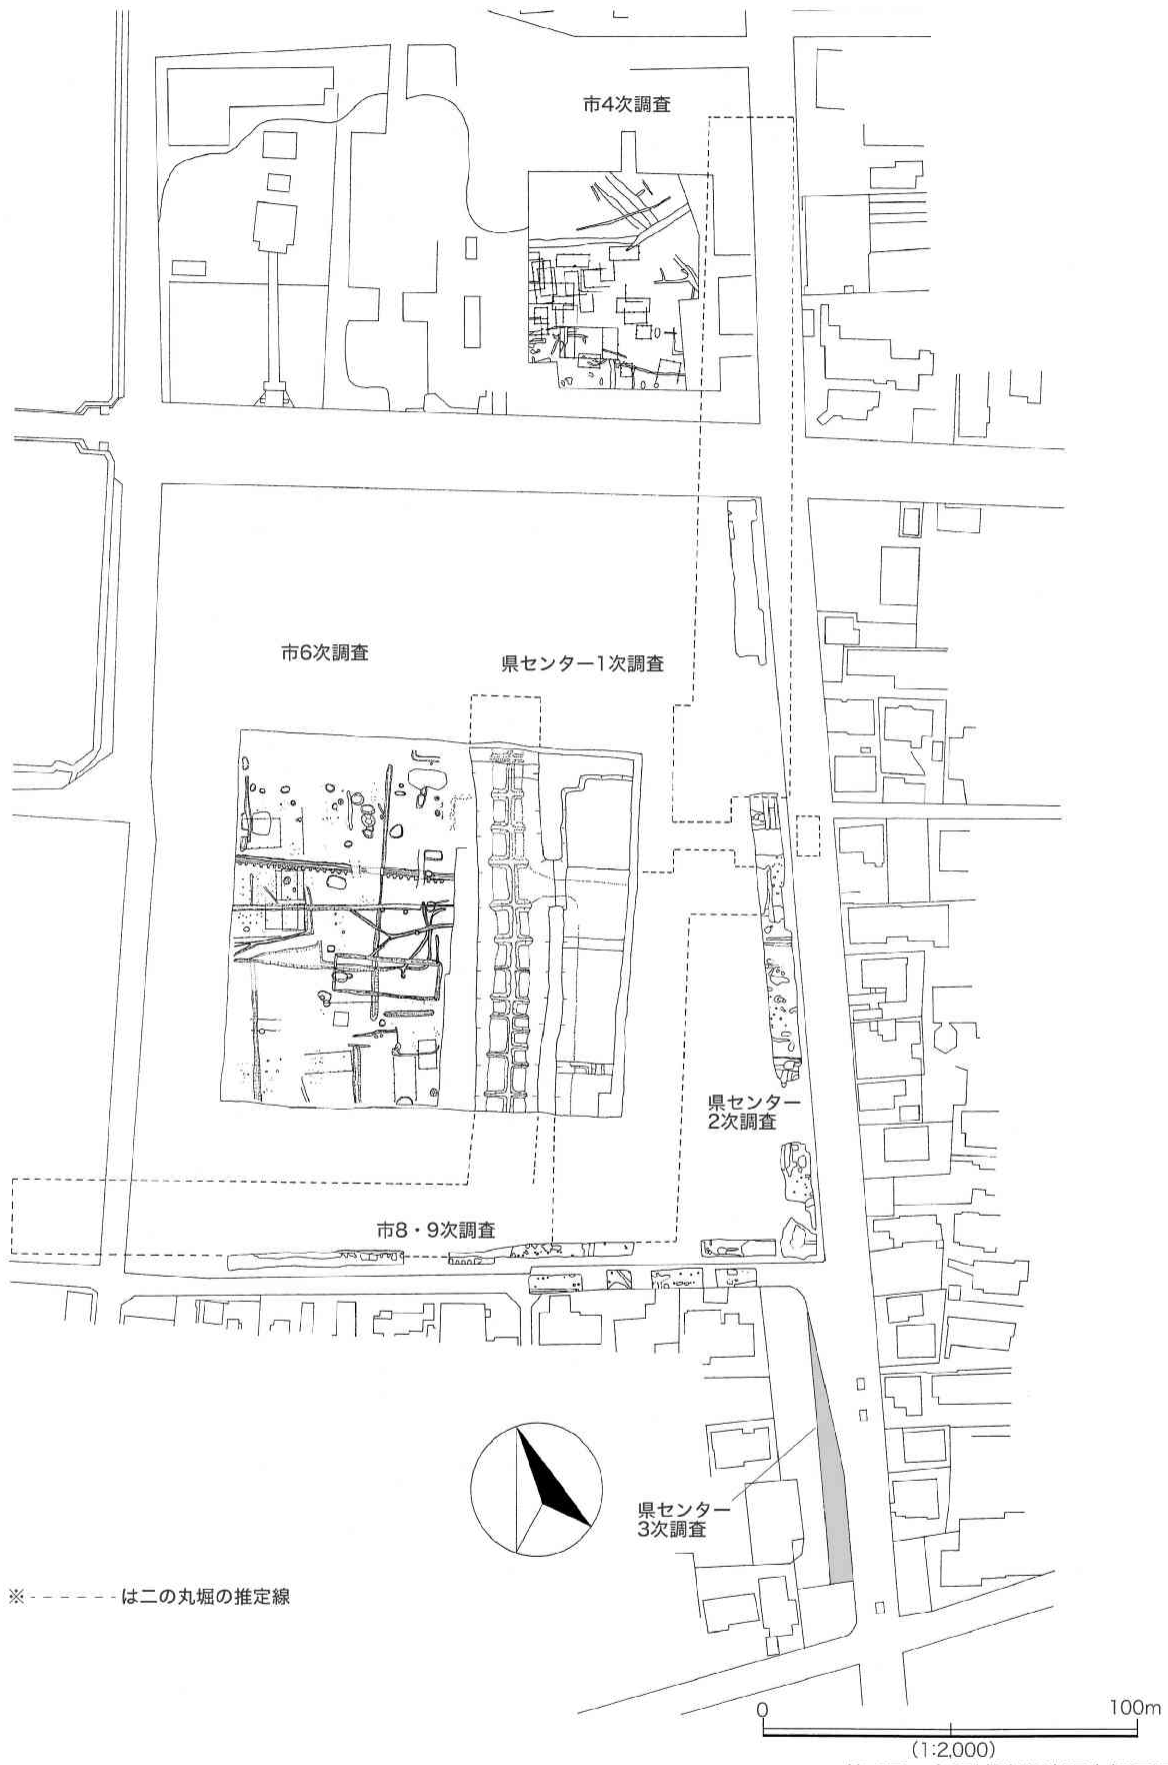 市4次調査
市6次調査
県センター1次調査
県センター
2次調査
市8・9次調査
県センター
3次調査
※------は二の丸堀の推定線
0
100m
(1:2,000)